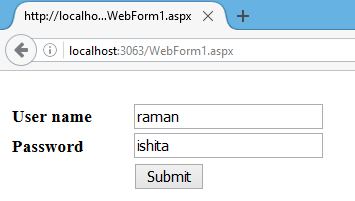 http://localho...WebForm1.aspx
localhost:3063/WebForm1.aspx
User name raman
Password ishita
Submit